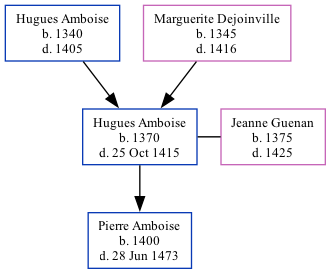 Hugues Amboise
b. 1340
d. 1405
Marguerite Dejoinville
b. 1345
d. 1416
Hugues Amboise
b. 1370
d. 25 Oct 1415
Jeanne Guenan
b. 1375
d. 1425
Pierre Amboise
b. 1400
d. 28 Jun 1473